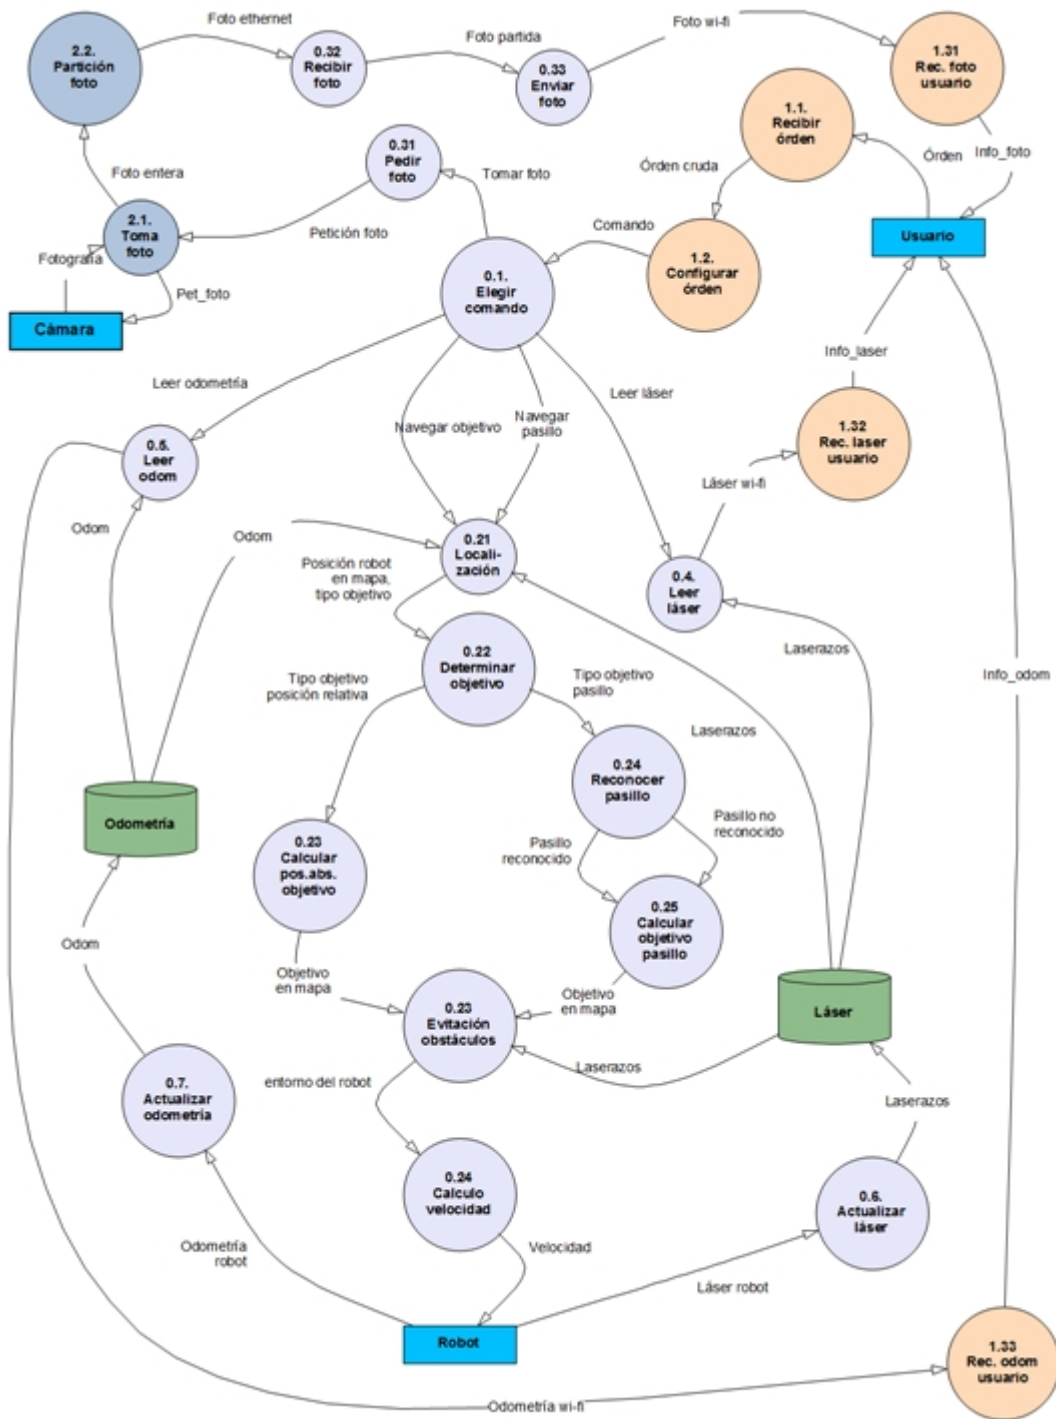 Foto ethernet
Foto partida
Foto wi-fi
2.2.
Partición
foto
0.32
Recibir
foto
0.33
Enviar
foto
1.31
Rec. foto
usuario
1.1.
Recibir
órden
Órden
Info_foto
0.31
Pedir
foto
Tomar foto
Órden cruda
Foto entera
2.1.
Toma
foto
Petición foto
Comando
Usuario
Fotografía
Pet_foto
0.1.
Elegir
comando
1.2.
Configurar
órden
Cámara
Info_laser
Leer odometría
Navegar objetivo
Navegar
pasillo
Leer láser
1.32
Rec. laser
usuario
0.5.
Leer
odom
Láser wi-fi
Odom
Odom
0.21
Locali-
zación
Posición robot
en mapa,
tipo objetivo
0.4.
Leer
láser
Laserazos
0.22
Determinar
objetivo
Tipo objetivo
posición relativa
Tipo objetivo
pasillo
Info_odom
Laserazos
0.24
Reconocer
pasillo
Odometría
0.23
Calcular
pos.abs.
objetivo
Pasillo
reconocido
Pasillo no
reconocido
0.25
Calcular
objetivo
pasillo
Odom
Objetivo
en mapa
Objetivo
en mapa
0.23
Evitación
obstáculos
Láser
Laserazos
entorno del robot
0.7.
Actualizar
odometría
Laserazos
0.24
Calculo
velocidad
0.6.
Actualizar
láser
Odometría
robot
Velocidad
Láser robot
Robot
1.33
Rec. odom
usuario
Odometría wi-fi